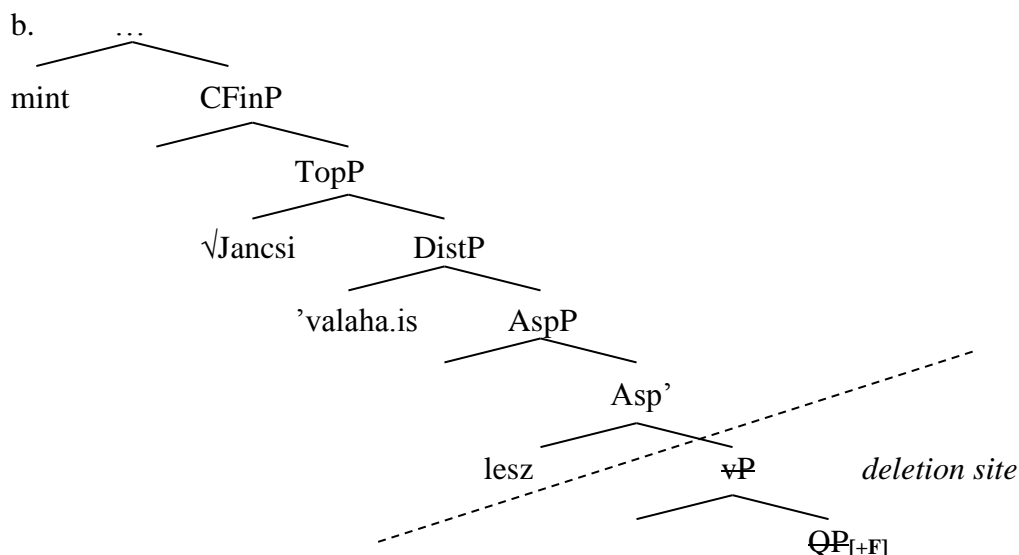 b. …
mint CFinP
TopP
√Jancsi DistP
’valaha.is AspP
Asp’
lesz vP deletion site
QP[+F]